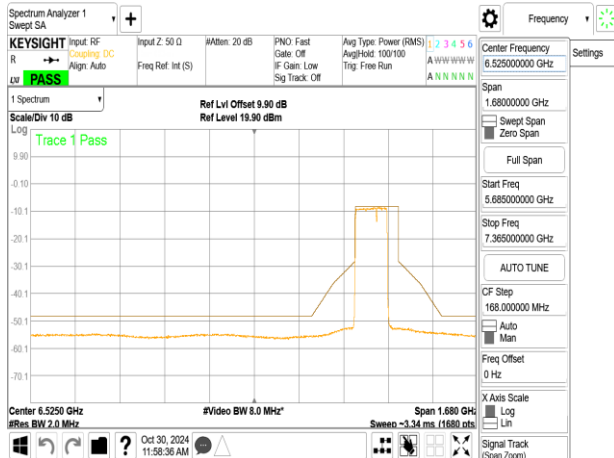 Spectrum Analyzer 1
Swept SA
Frequency
KEYSIGHT
R
LXI
PASS
Input: RF
Coupling: DC
Align: Auto
Input Z: 50 Ω
Freq Ref: Int (S)
#Atten: 20 dB
PNO: Fast
Gate: Off
IF Gain: Low
Sig Track: Off
Avg Type: Power (RMS)
Avg|Hold: 100/100
Trig: Free Run
1 2 3 4 5 6
A W W W W W
A N N N N N
1 Spectrum
Scale/Div 10 dB
Log
Ref Lvl Offset 9.90 dB
Ref Level 19.90 dBm
Trace 1 Pass
9.90
-0.10
-10.1
-20.1
-30.1
-40.1
-50.1
-60.1
-70.1
Center 6.5250 GHz
#Res BW 2.0 MHz
#Video BW 8.0 MHz*
Span 1.680 GHz
Sweep ~3.34 ms (1680 pts
Oct 30, 2024
11:58:36 AM
Center Frequency
6.525000000 GHz
Settings
Span
1.68000000 GHz
Swept Span
Zero Span
Full Span
Start Freq
5.685000000 GHz
Stop Freq
7.365000000 GHz
AUTO TUNE
CF Step
168.000000 MHz
Auto
Man
Freq Offset
0 Hz
X Axis Scale
Log
Lin
Signal Track
(Span Zoom)